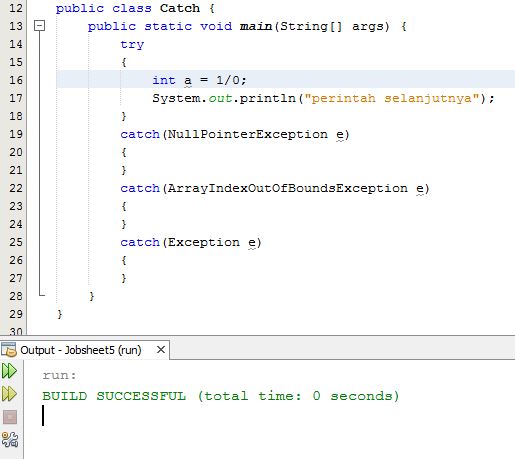 12 public class Catch {
13 public static void main(String[] args) {
14 try
15 {
16 int a = 1/0;
17 System.out.println("perintah selanjutnya");
18 }
19 catch(NullPointerException e)
20 {
21 }
22 catch(ArrayIndexOutOfBoundsException e)
23 {
24 }
25 catch(Exception e)
26 {
27 }
28 }
29 }
30
Output - Jobsheet5 (run)
run:
BUILD SUCCESSFUL (total time: 0 seconds)